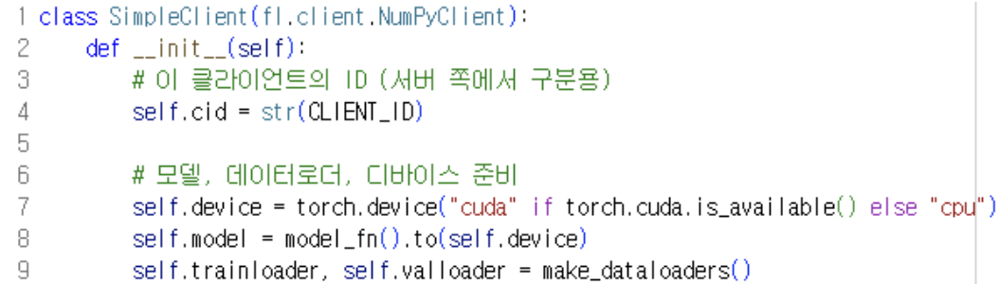 1 class SimpleClient(fl.client.NumPyClient):
2     def __init__(self):
3         # 이 클라이언트의 ID (서버 쪽에서 구분용)
4         self.cid = str(CLIENT_ID)
5
6         # 모델, 데이터로더, 디바이스 준비
7         self.device = torch.device("cuda" if torch.cuda.is_available() else "cpu")
8         self.model = model_fn().to(self.device)
9         self.trainloader, self.valloader = make_dataloaders()